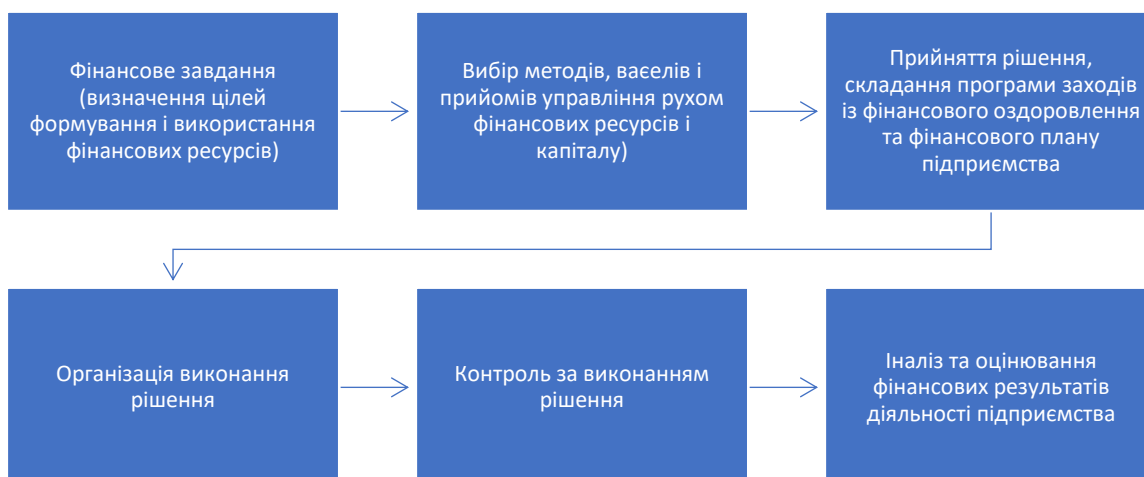 Фінансове завдання
(визначення цілей
формування і використання
фінансових ресурсів)
Вибір методів, ваєелів і
прийомів управління рухом
фінансових ресурсів і
капіталу)
Прийняття рішення,
складання програми заходів
із фінансового оздоровлення
та фінансового плану
підприємства
Організація виконання
рішення
Контроль за виконанням
рішення
Іналіз та оцінювання
фінансових результатів
діяльності підприємства